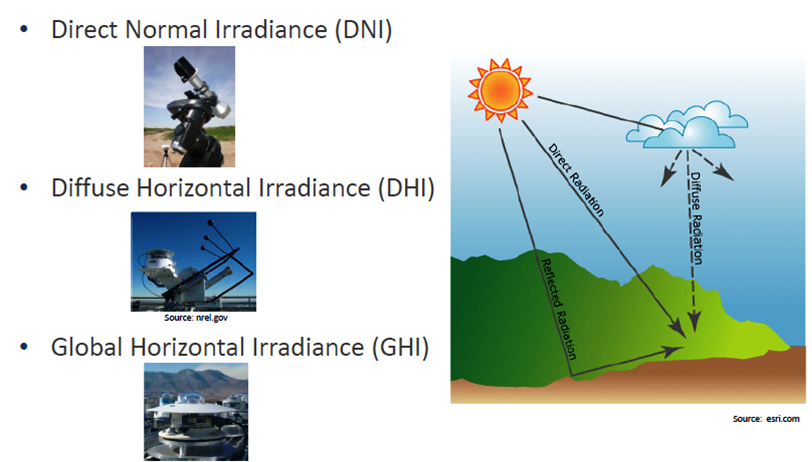 • Direct Normal Irradiance (DNI)
• Diffuse Horizontal Irradiance (DHI)
Source: nrel.gov
• Global Horizontal Irradiance (GHI)
Direct Radiation
Diffuse Radiation
Reflected Radiation
Source: esri.com